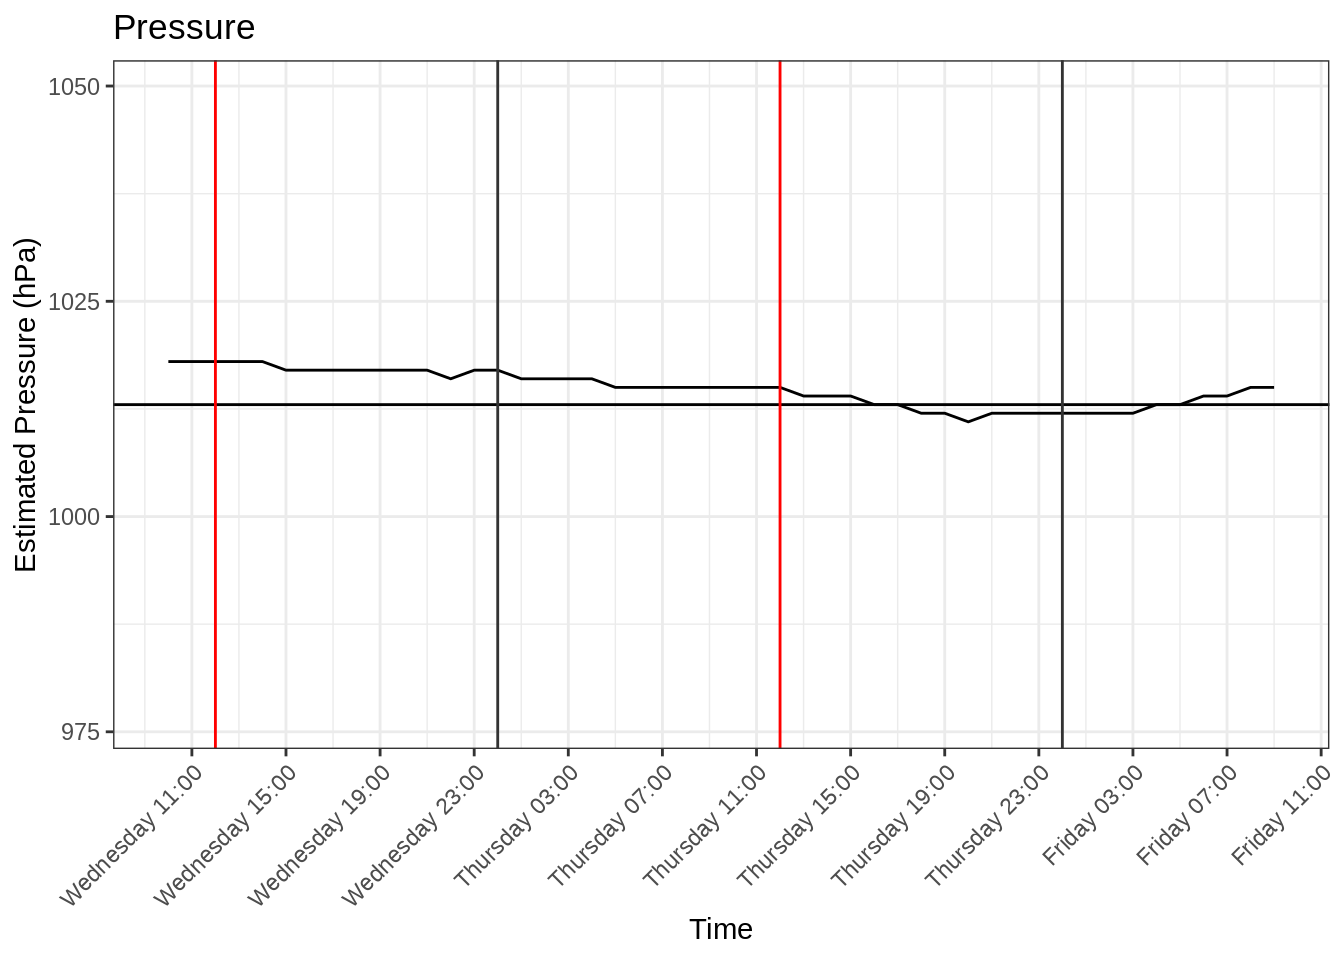 Pressure
Estimated Pressure (hPa)
1050
1025
1000
975
Wednesday 11:00
Wednesday 15:00
Wednesday 19:00
Wednesday 23:00
Thursday 03:00
Thursday 07:00
Thursday 11:00
Thursday 15:00
Thursday 19:00
Thursday 23:00
Friday 03:00
Friday 07:00
Friday 11:00
Time